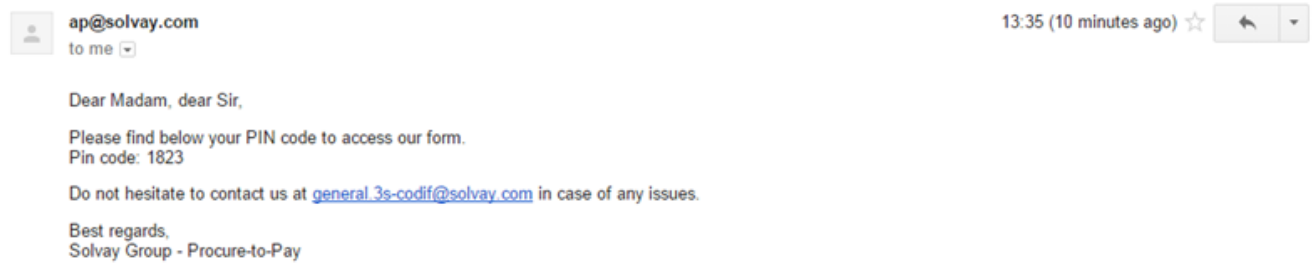 ap@solvay.com 13:35 (10 minutes ago)
to me
Dear Madam, dear Sir,
Please find below your PIN code to access our form.
Pin code: 1823
Do not hesitate to contact us at general.3s-codif@solvay.com in case of any issues.
Best regards,
Solvay Group - Procure-to-Pay